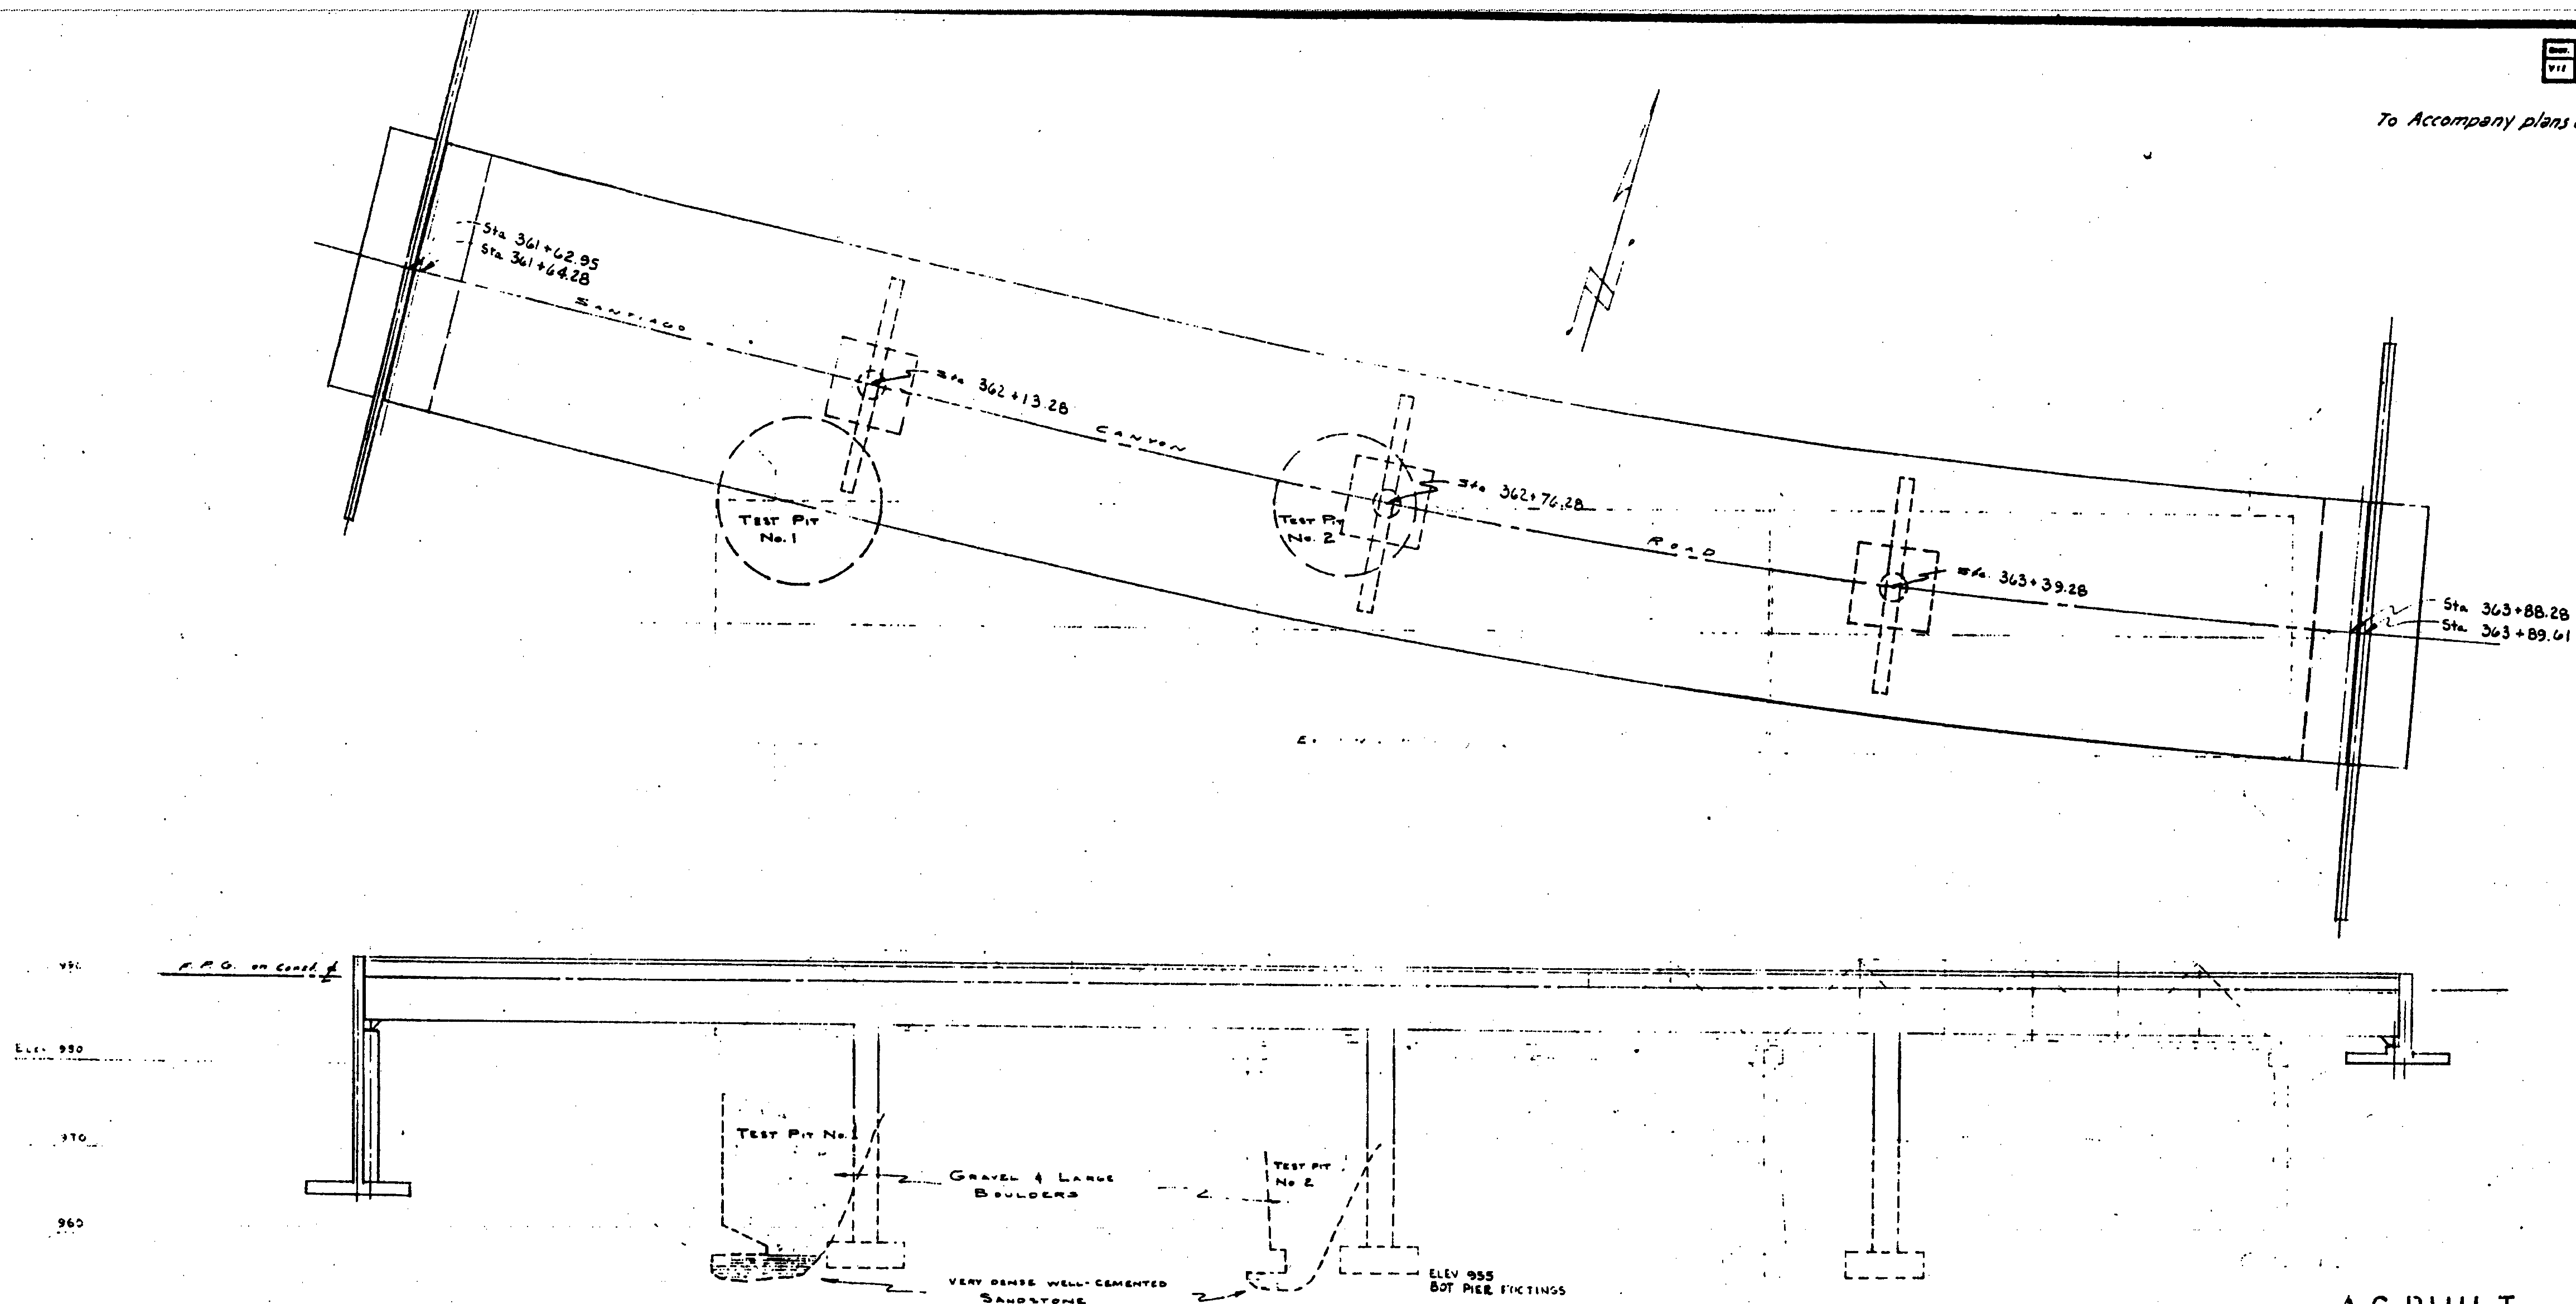 To Accompany plans
Sta 361+62.95
Sta 361+64.28
SANTIAGO
Sta 362+13.28
CANYON
Sta 362+76.28
ROAD
Sta. 363+39.28
Sta 363+88.28
Sta 363+89.61
TEST PIT
No. 1
TEST PIT
No. 2
F. P. G. on Const. ₵
ELEV 980
970
960
TEST PIT No.
GRAVEL & LARGE
BOULDERS
TEST PIT
No 2
VERY DENSE WELL-CEMENTED
SANDSTONE
ELEV 955
BOT PIER FOOTINGS
AS BUILT